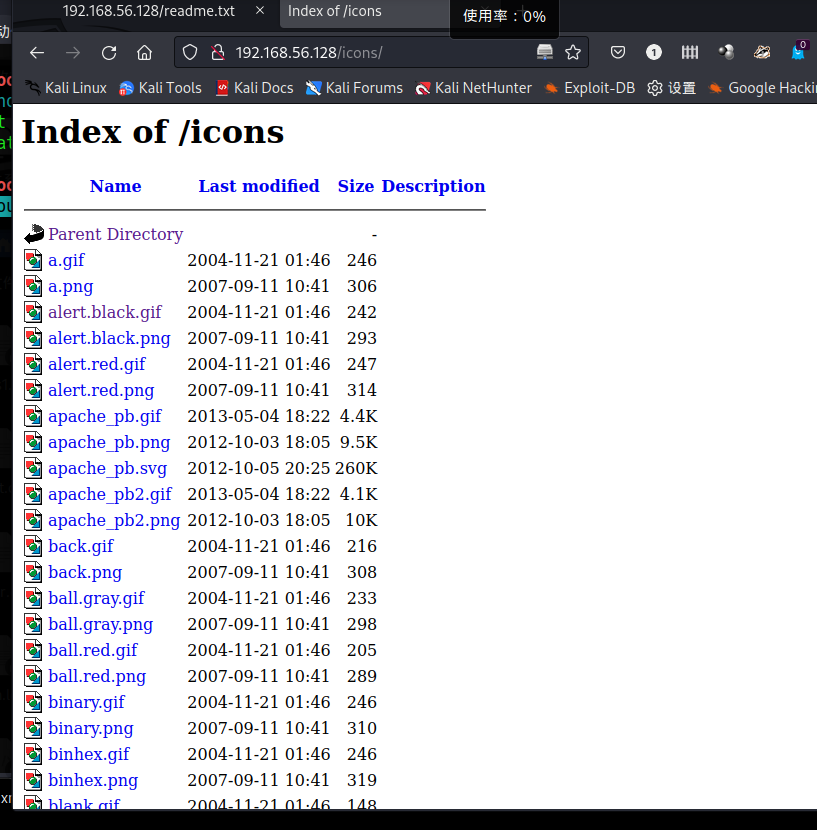 192.168.56.128/readme.txt × Index of /icons
使用率：0%
192.168.56.128/icons/
1
0
Kali Linux Kali Tools Kali Docs Kali Forums Kali NetHunter Exploit-DB 设置 Google Hacki
Index of /icons
Name Last modified Size Description
Parent Directory -
a.gif 2004-11-21 01:46 246
a.png 2007-09-11 10:41 306
alert.black.gif 2004-11-21 01:46 242
alert.black.png 2007-09-11 10:41 293
alert.red.gif 2004-11-21 01:46 247
alert.red.png 2007-09-11 10:41 314
apache_pb.gif 2013-05-04 18:22 4.4K
apache_pb.png 2012-10-03 18:05 9.5K
apache_pb.svg 2012-10-05 20:25 260K
apache_pb2.gif 2013-05-04 18:22 4.1K
apache_pb2.png 2012-10-03 18:05 10K
back.gif 2004-11-21 01:46 216
back.png 2007-09-11 10:41 308
ball.gray.gif 2004-11-21 01:46 233
ball.gray.png 2007-09-11 10:41 298
ball.red.gif 2004-11-21 01:46 205
ball.red.png 2007-09-11 10:41 289
binary.gif 2004-11-21 01:46 246
binary.png 2007-09-11 10:41 310
binhex.gif 2004-11-21 01:46 246
binhex.png 2007-09-11 10:41 319
blank.gif 2004-11-21 01:46 148